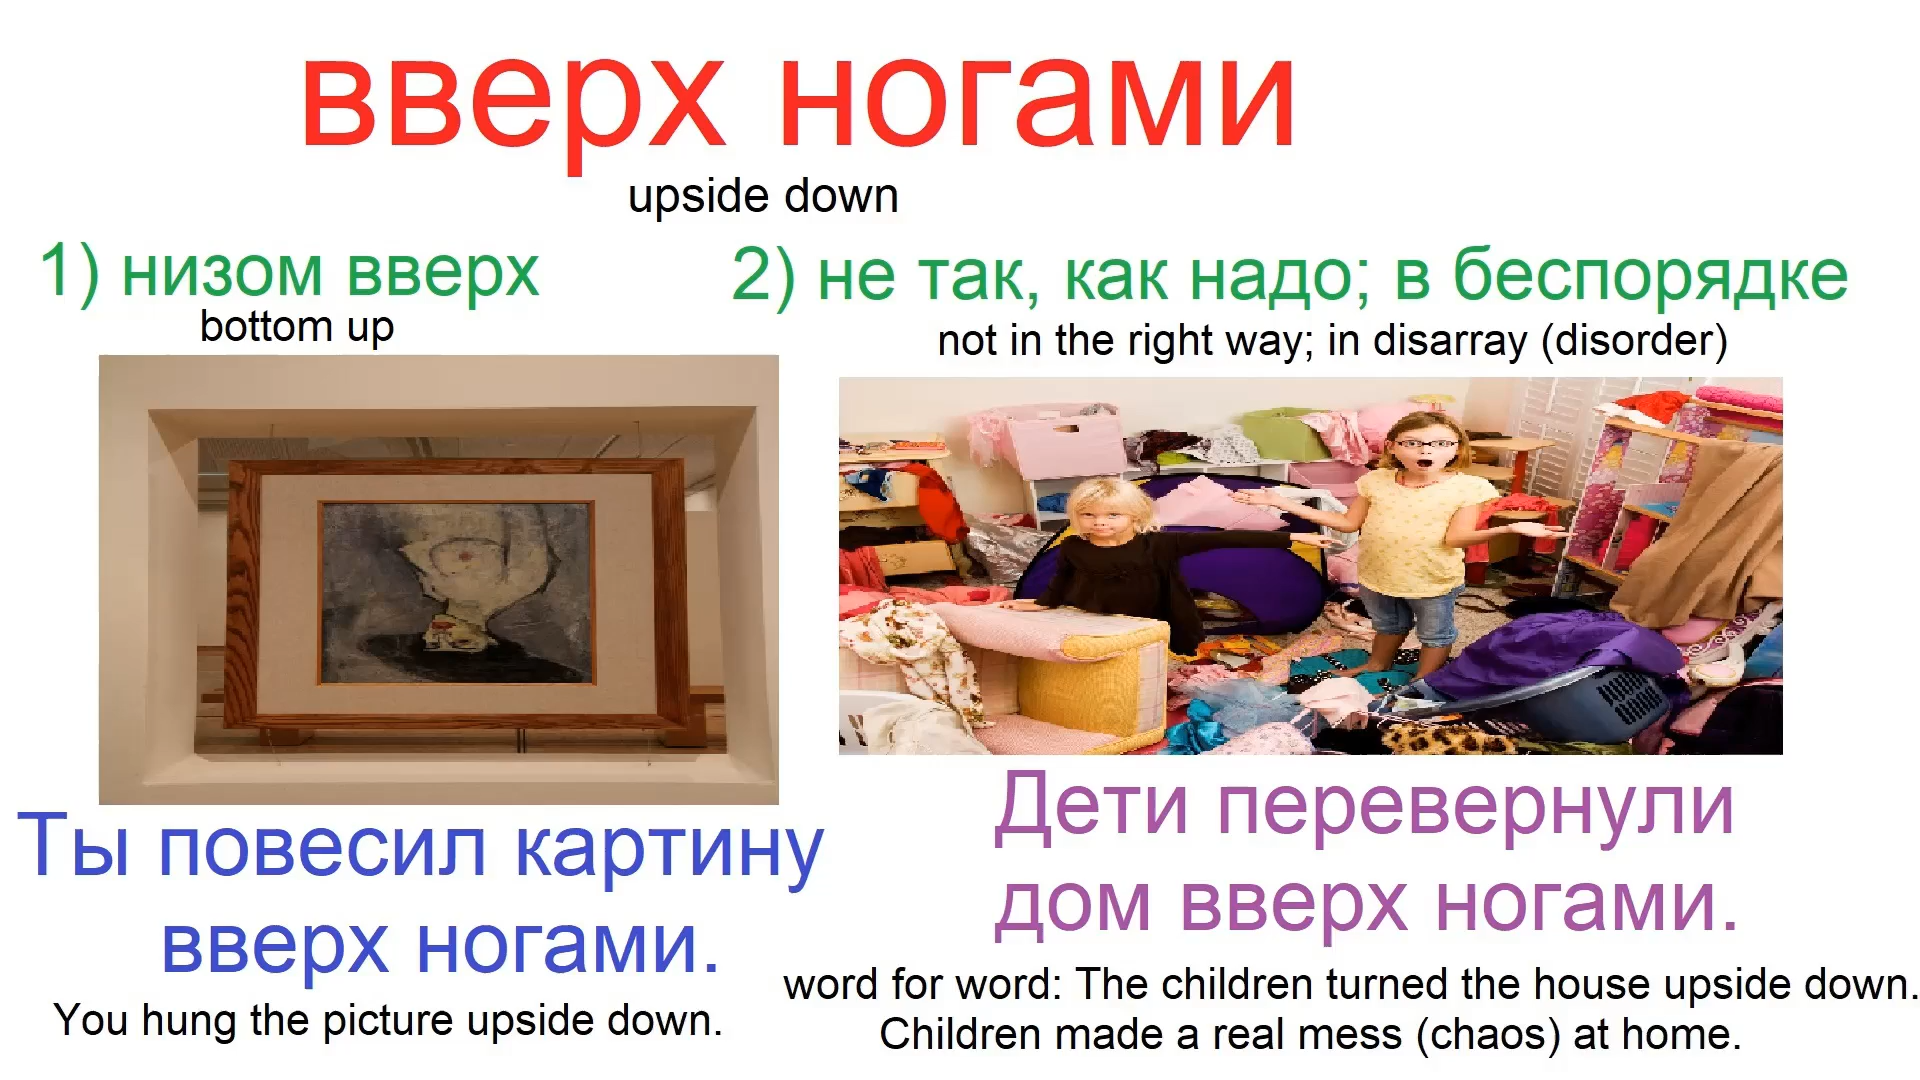 вверх ногами
upside down
1) низом вверх
bottom up
Ты повесил картину
вверх ногами.
You hung the picture upside down.
2) не так, как надо; в беспорядке
not in the right way; in disarray (disorder)
Дети перевернули
дом вверх ногами.
word for word: The children turned the house upside down.
Children made a real mess (chaos) at home.